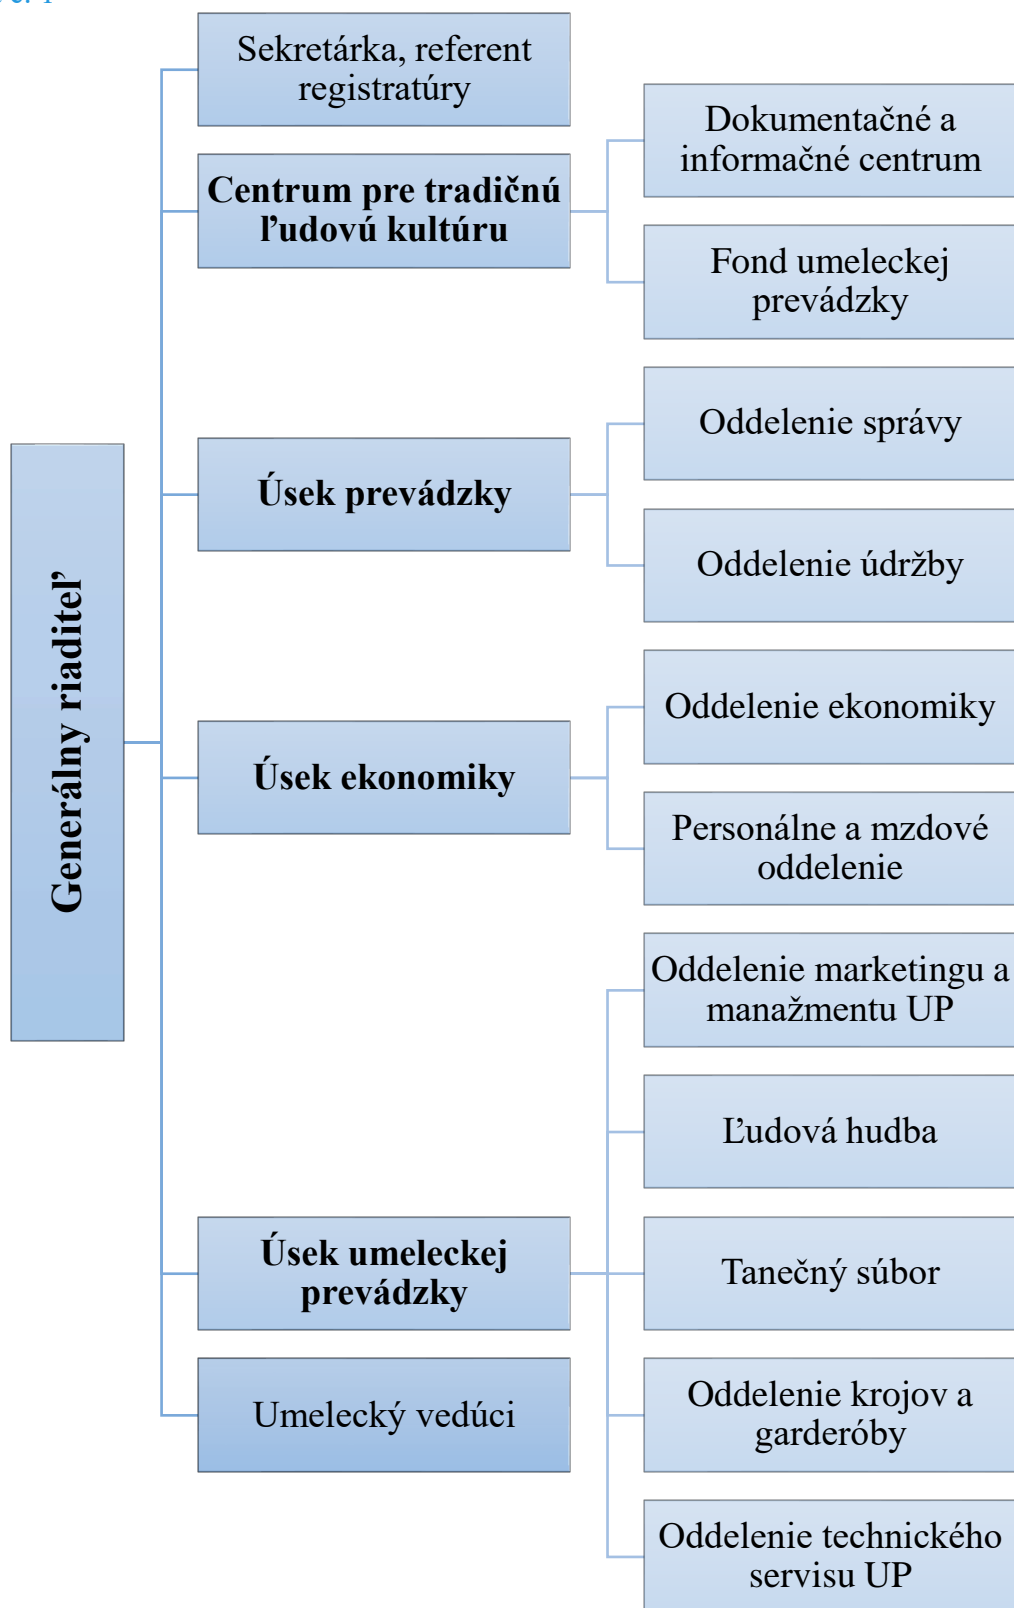 Generálny riaditeľ
Sekretárka, referent
registratúry
Centrum pre tradičnú
ľudovú kultúru
Dokumentačné a
informačné centrum
Fond umeleckej
prevádzky
Úsek prevádzky
Oddelenie správy
Oddelenie údržby
Úsek ekonomiky
Oddelenie ekonomiky
Personálne a mzdové
oddelenie
Úsek umeleckej
prevádzky
Oddelenie marketingu a
manažmentu UP
Ľudová hudba
Tanečný súbor
Oddelenie krojov a
garderóby
Oddelenie technického
servisu UP
Umelecký vedúci